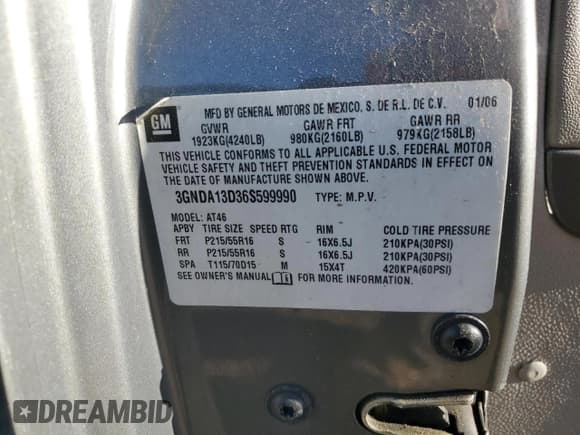 GM
MFD BY GENERAL MOTORS DE MEXICO. S. DE R.L. DE C.V. 01/06
GVWR GAWR FRT GAWR RR
1923KG(4240LB) 980KG(2160LB) 979KG(2158LB)
THIS VEHICLE CONFORMS TO ALL APPLICABLE U.S. FEDERAL MOTOR
VEHICLE SAFETY AND THEFT PREVENTION STANDARDS IN EFFECT ON
THE DATE OF MANUFACTURE SHOWN ABOVE.
3GNDA13D36S599990 TYPE: M.P.V.
MODEL: AT46
APBY TIRE SIZE SPEED RTG RIM COLD TIRE PRESSURE
FRT P215/55R16 S 16X6.5J 210KPA(30PSI)
RR P215/55R16 S 16X6.5J 210KPA(30PSI)
SPA T115/70D15 M 15X4T 420KPA(60PSI)
SEE OWNER'S MANUAL FOR MORE INFORMATION.
DREAMBID